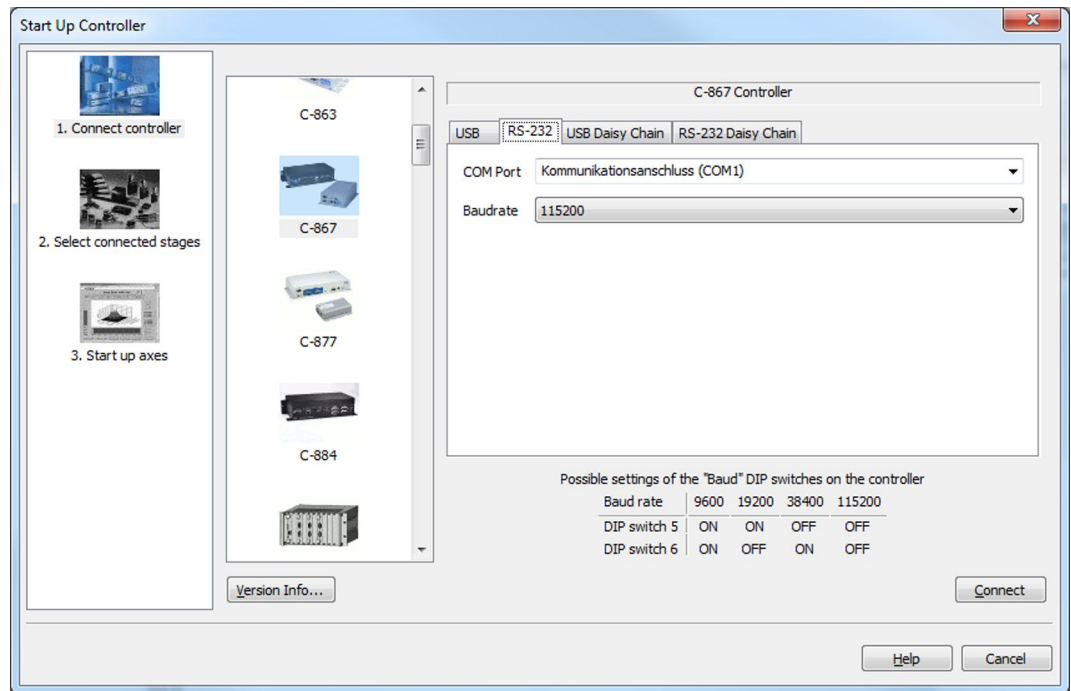 Start Up Controller
1. Connect controller
2. Select connected stages
3. Start up axes
C-863
C-867
C-877
C-884
Version Info...
C-867 Controller
USB RS-232 USB Daisy Chain RS-232 Daisy Chain
COM Port Kommunikationsanschluss (COM1)
Baudrate 115200
Possible settings of the "Baud" DIP switches on the controller
Baud rate 9600 19200 38400 115200
DIP switch 5 ON ON OFF OFF
DIP switch 6 ON OFF ON OFF
Connect
Help Cancel